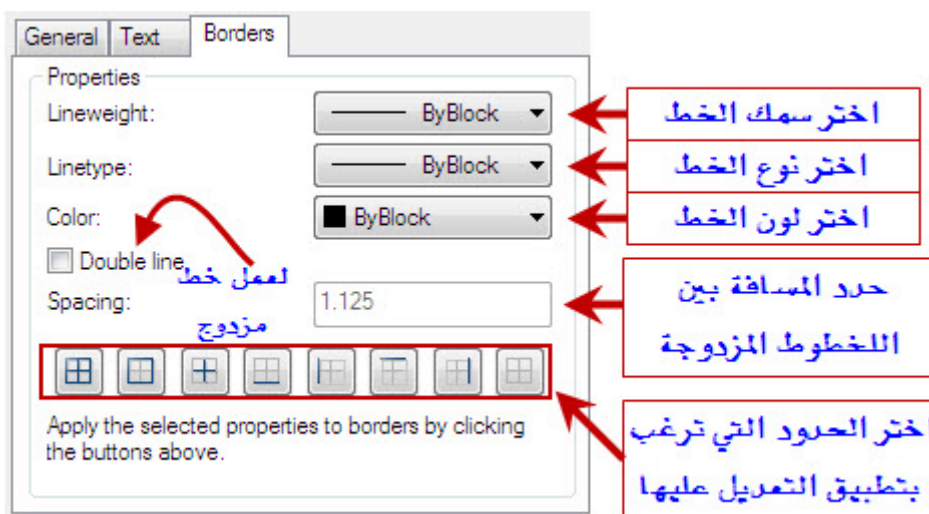 General Text Borders
Properties
Lineweight: ByBlock
اختر سمك الخط
Linetype: ByBlock
اختر نوع الخط
Color: ByBlock
اختر لون الخط
Double line
لعمل خط
مزدوج
Spacing: 1.125
حدد المسافة بين
اللخطوط المزدوجة
Apply the selected properties to borders by clicking
the buttons above.
اختر الحدود التي ترغب
بتطبيق التعديل عليها